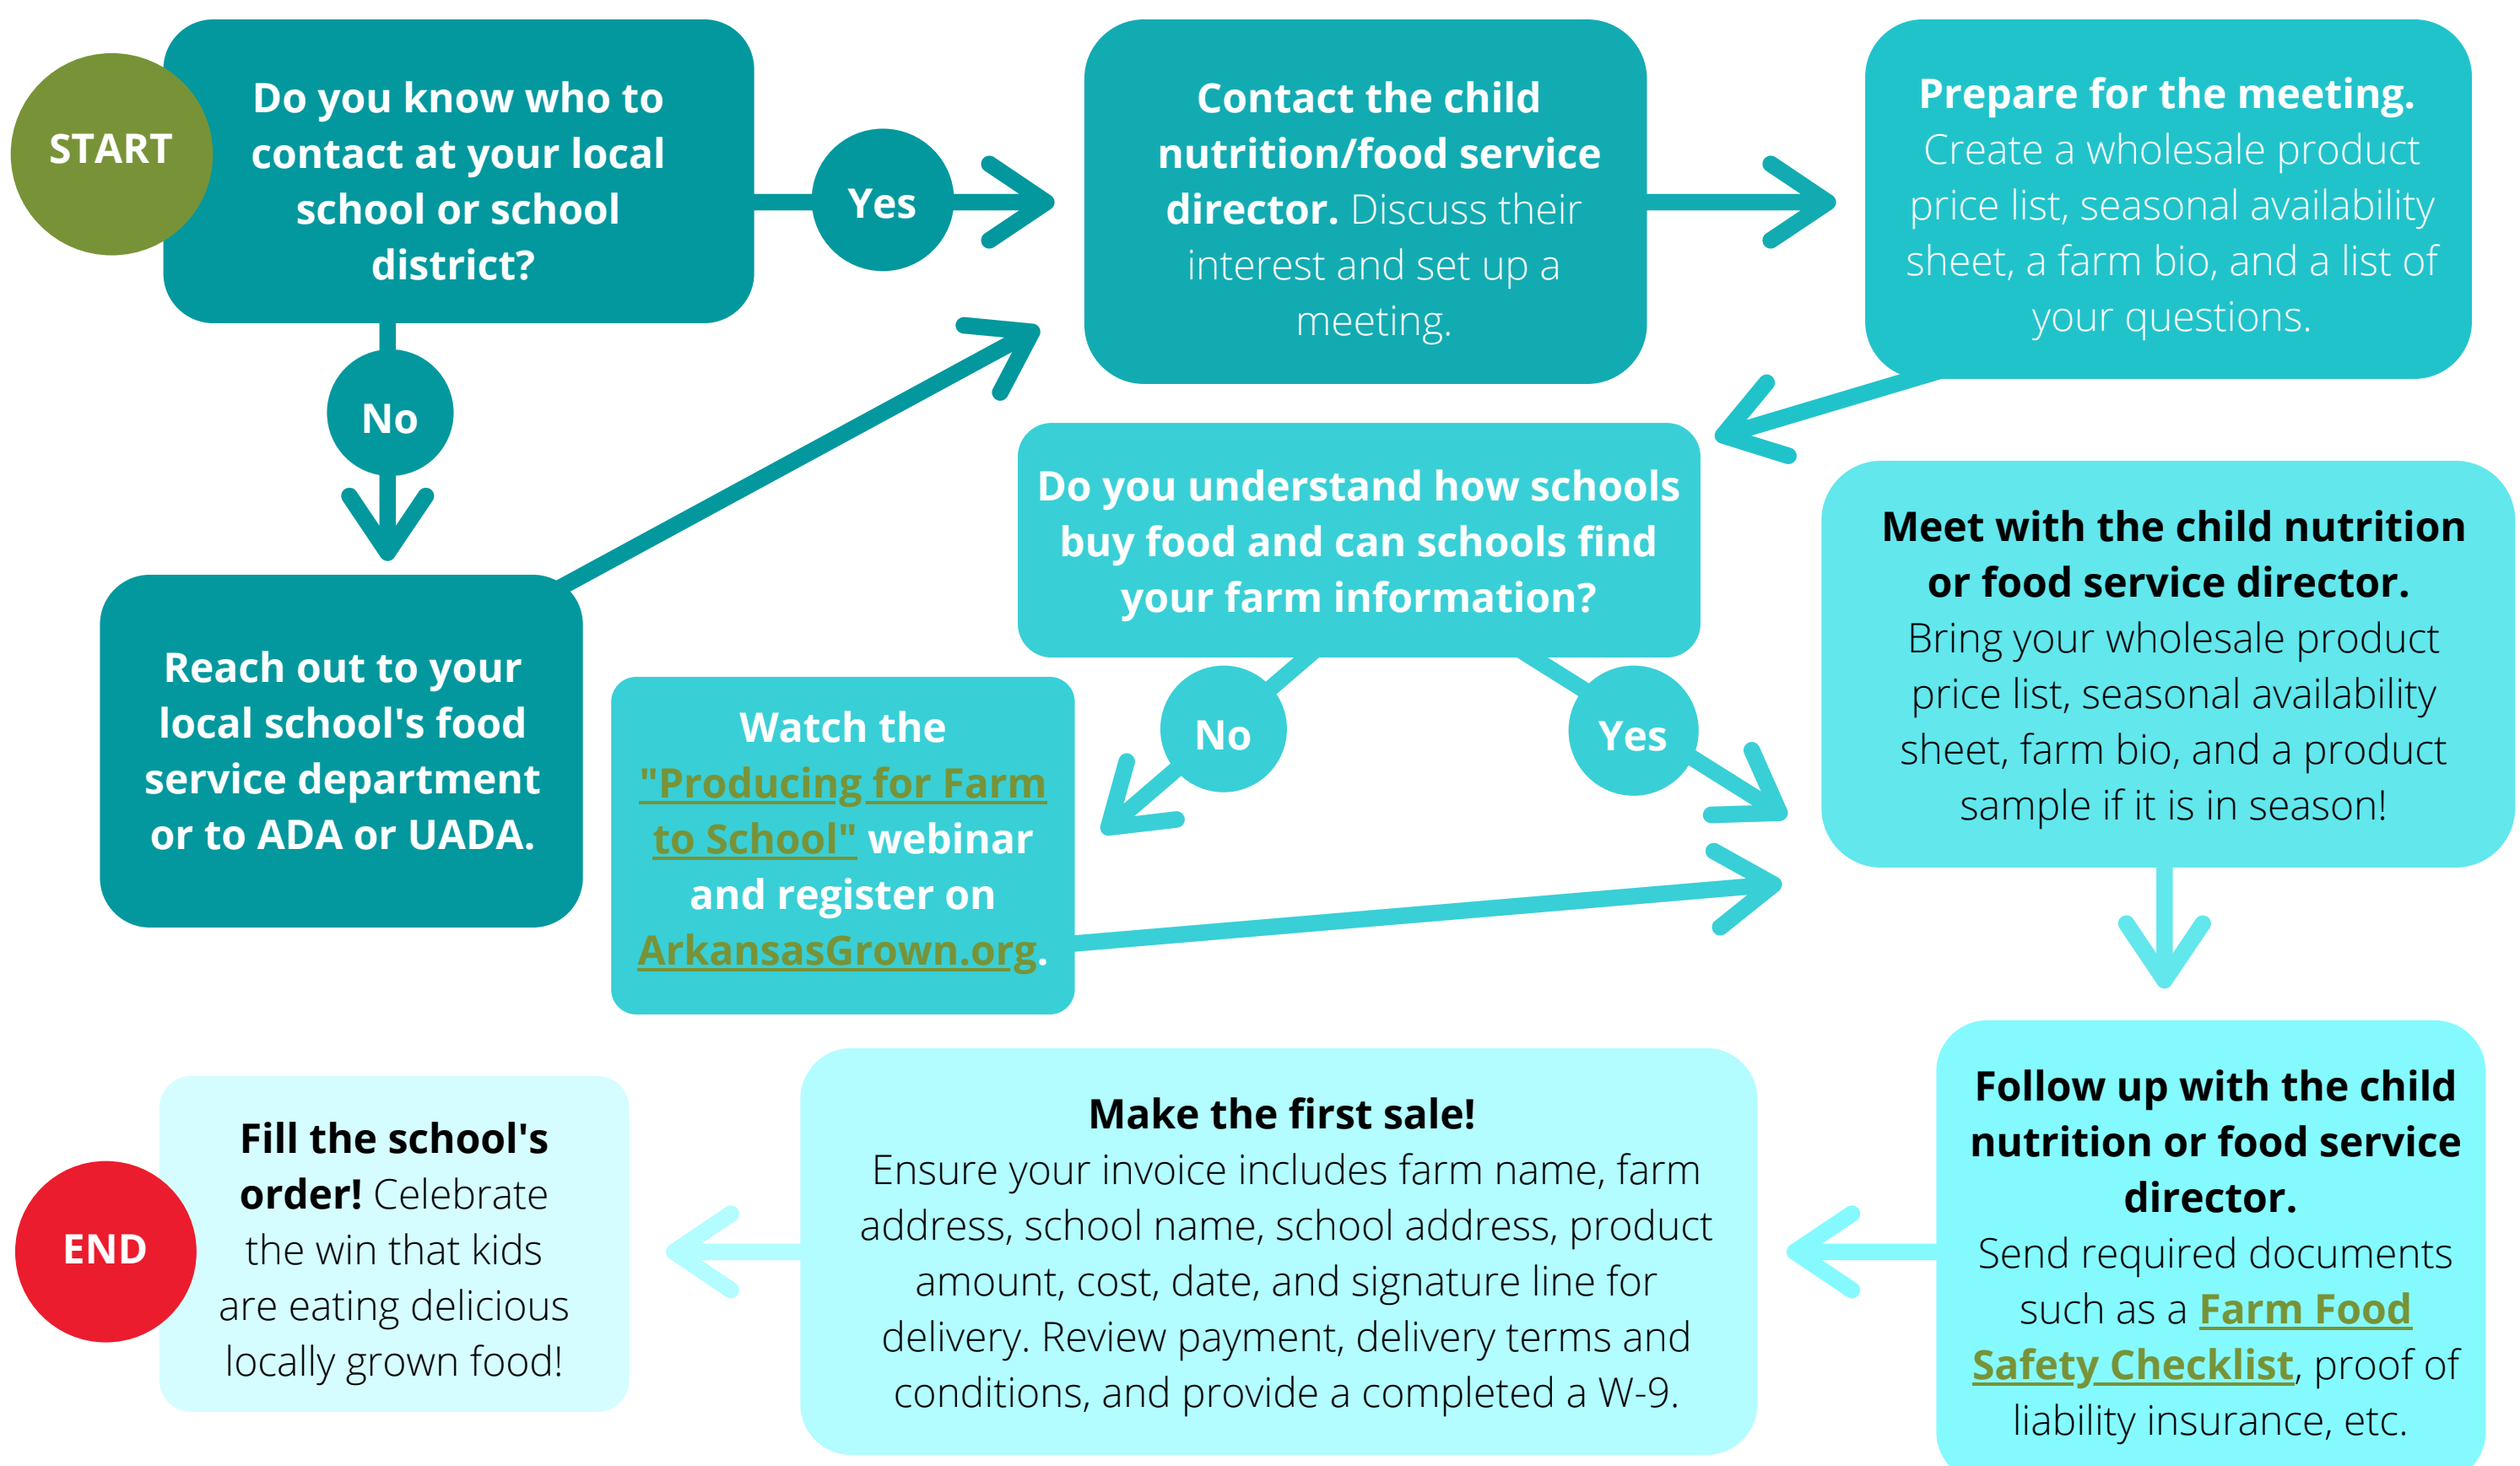 START
Do you know who to
contact at your local
school or school
district?
Yes
Contact the child
nutrition/food service
director. Discuss their
interest and set up a
meeting.
Prepare for the meeting.
Create a wholesale product
price list, seasonal availability
sheet, a farm bio, and a list of
your questions.
No
Reach out to your
local school's food
service department
or to ADA or UADA.
Do you understand how schools
buy food and can schools find
your farm information?
No
Yes
Watch the
"Producing for Farm
to School" webinar
and register on
ArkansasGrown.org.
Meet with the child nutrition
or food service director.
Bring your wholesale product
price list, seasonal availability
sheet, farm bio, and a product
sample if it is in season!
Follow up with the child
nutrition or food service
director.
Send required documents
such as a Farm Food
Safety Checklist, proof of
liability insurance, etc.
Make the first sale!
Ensure your invoice includes farm name, farm
address, school name, school address, product
amount, cost, date, and signature line for
delivery. Review payment, delivery terms and
conditions, and provide a completed a W-9.
Fill the school's
order! Celebrate
the win that kids
are eating delicious
locally grown food!
END